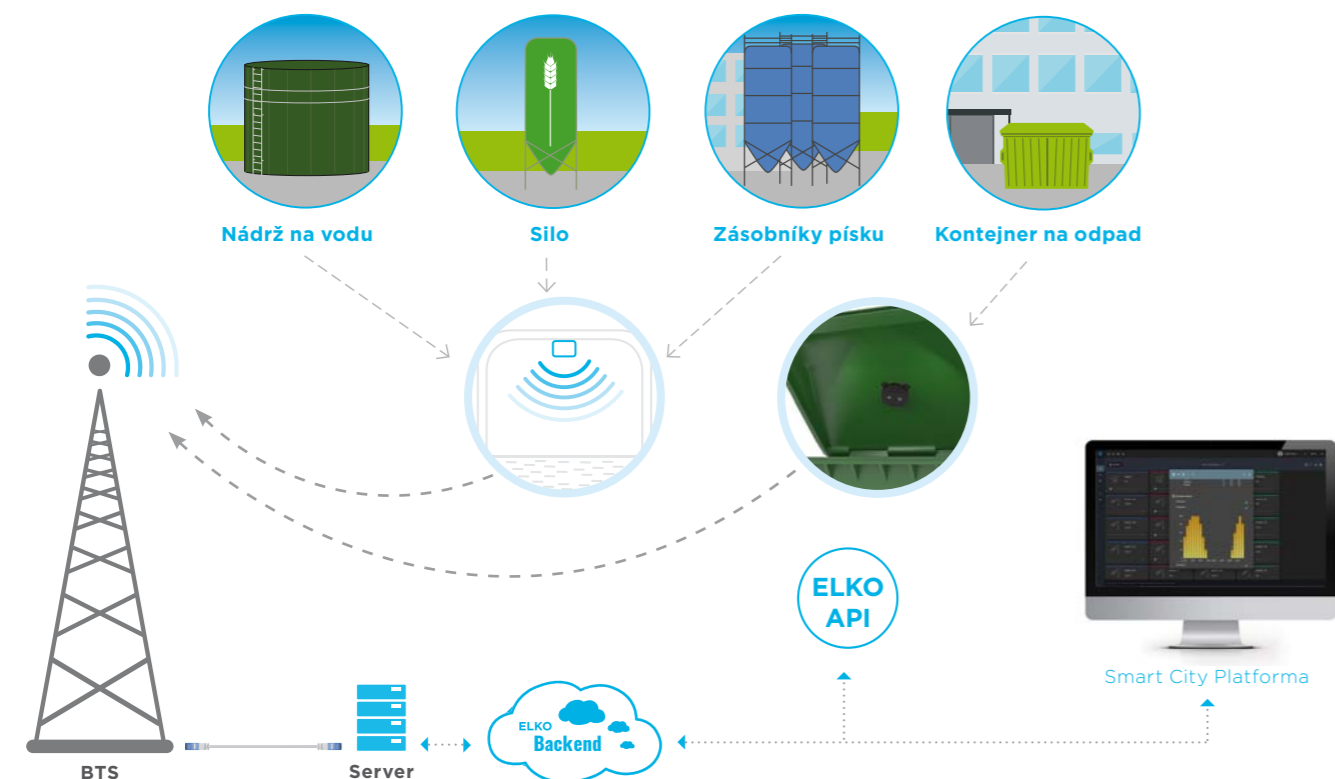 Nádrž na vodu
Silo
Zásobníky písku
Kontejner na odpad
ELKO
API
Smart City Platforma
ELKO
Backend
BTS
Server